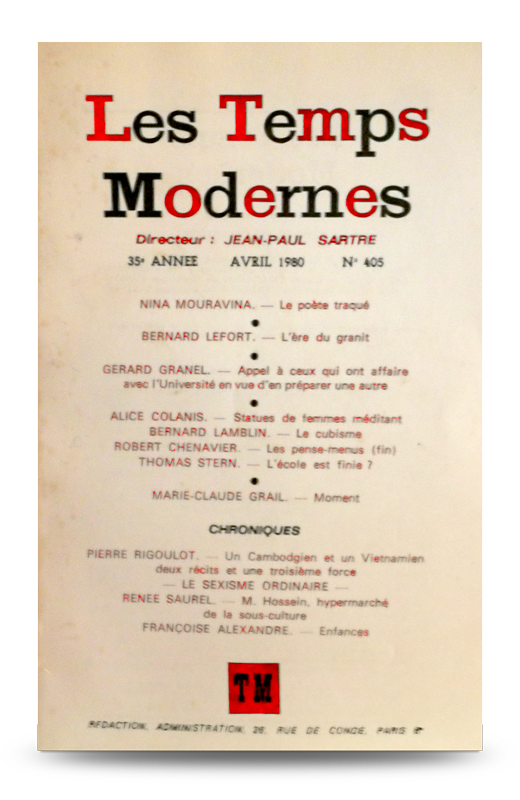 Les Temps
Modernes
Directeur : JEAN-PAUL SARTRE
35e ANNEE AVRIL 1980 N° 405
NINA MOURAVINA. — Le poète traqué
BERNARD LEFORT. — L'ère du granit
GERARD GRANEL. — Appel à ceux qui ont affaire
avec l'Université en vue d'en préparer une autre
ALICE COLANIS. — Statues de femmes méditant
BERNARD LAMBLIN. — Le cubisme
ROBERT CHENAVIER. — Les pense-menus (fin)
THOMAS STERN. — L'école est finie ?
MARIE-CLAUDE GRAIL. — Moment
CHRONIQUES
PIERRE RIGOULOT. — Un Cambodgien et un Vietnamien
deux récits et une troisième force
— LE SEXISME ORDINAIRE —
RENEE SAUREL. — M. Hossein, hypermarché
de la sous-culture
FRANÇOISE ALEXANDRE. — Enfances
TM
REDACTION, ADMINISTRATION, 26, RUE DE CONDE, PARIS 6e